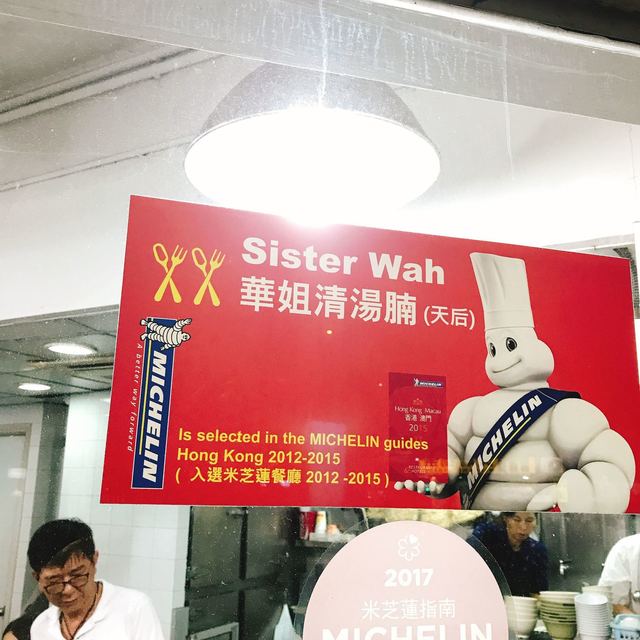 Sister Wah
華姐清湯腩 (天后)
A better way forward
MICHELIN
Hong Kong Macau
香港 澳門
2015
MICHELIN
Is selected in the MICHELIN guides
Hong Kong 2012-2015
( 入選米芝蓮餐廳 2012 -2015 )
2017
米芝蓮指南
MICHELIN